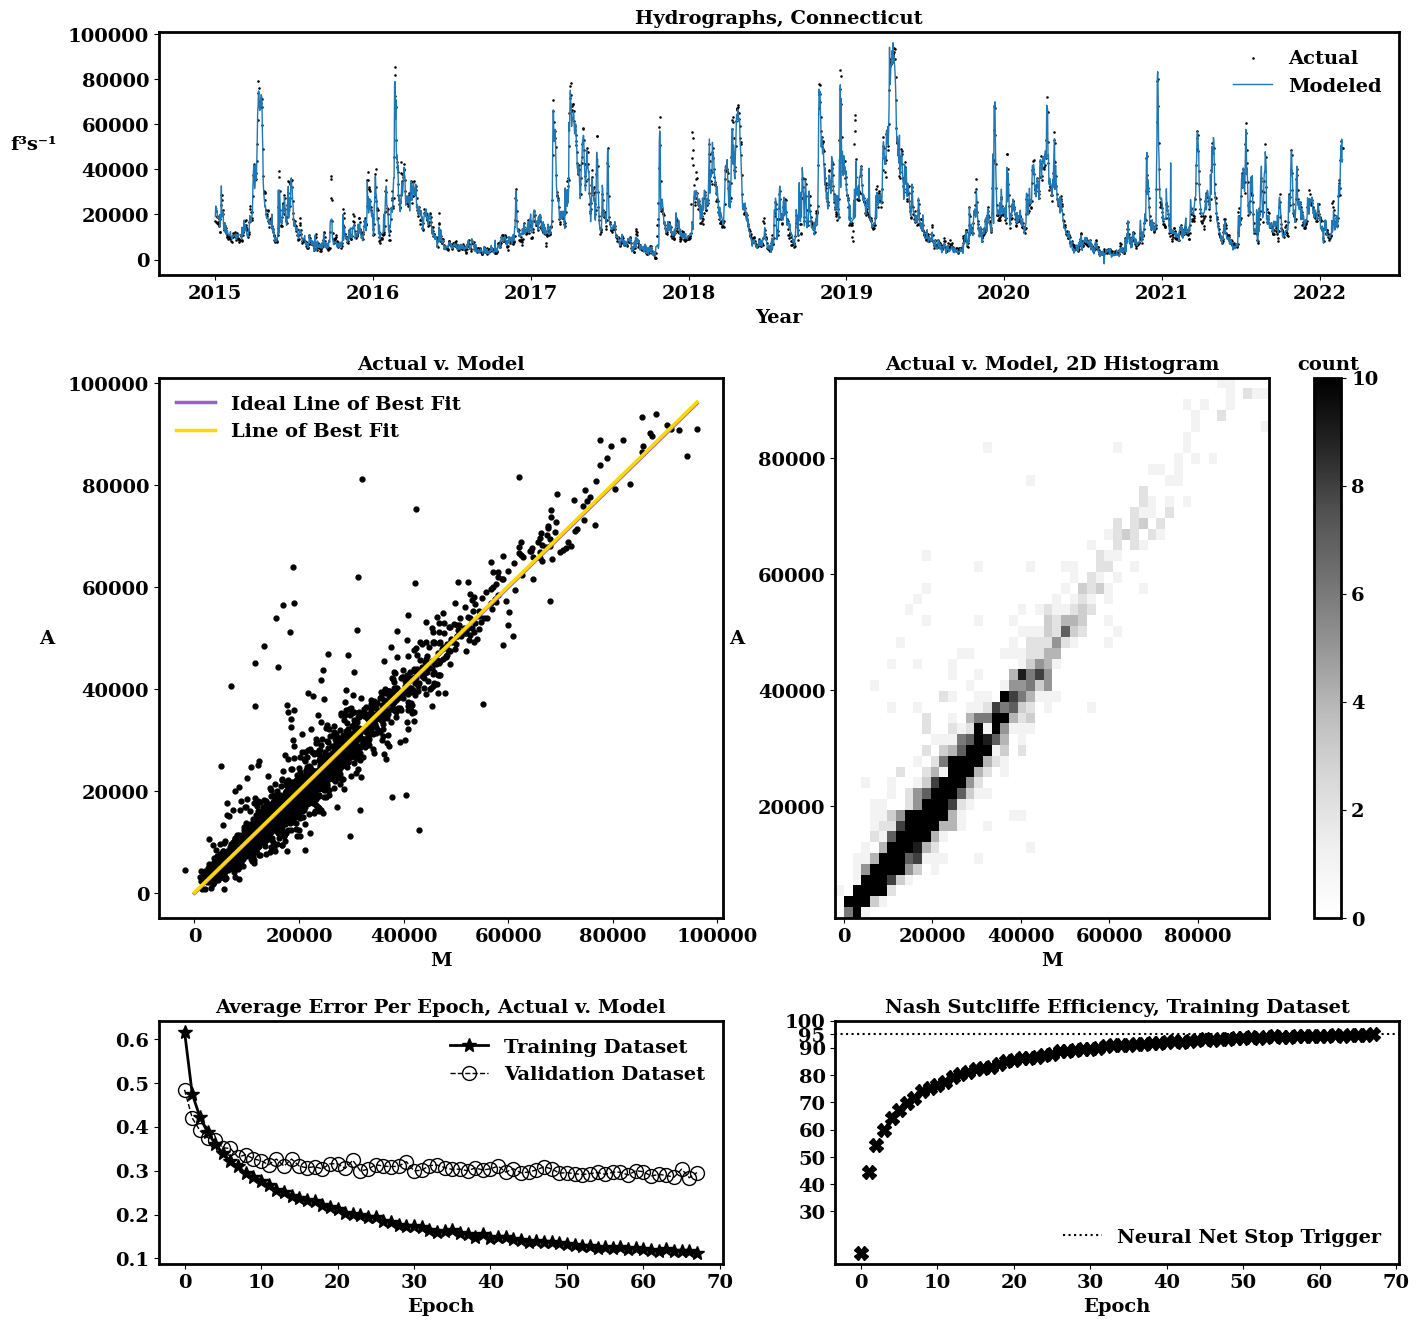 Hydrographs, Connecticut
100000
80000
60000
40000
20000
0
f³s⁻¹
Actual
Modeled
2015 2016 2017 2018 2019 2020 2021 2022
Year
Actual v. Model
100000
80000
60000
40000
20000
0
A
Ideal Line of Best Fit
Line of Best Fit
0 20000 40000 60000 80000 100000
M
Actual v. Model, 2D Histogram
80000
60000
40000
20000
A
0 20000 40000 60000 80000
M
count
10
8
6
4
2
0
Average Error Per Epoch, Actual v. Model
0.6
0.5
0.4
0.3
0.2
0.1
Training Dataset
Validation Dataset
0 10 20 30 40 50 60 70
Epoch
Nash Sutcliffe Efficiency, Training Dataset
100
95
90
80
70
60
50
40
30
Neural Net Stop Trigger
0 10 20 30 40 50 60 70
Epoch